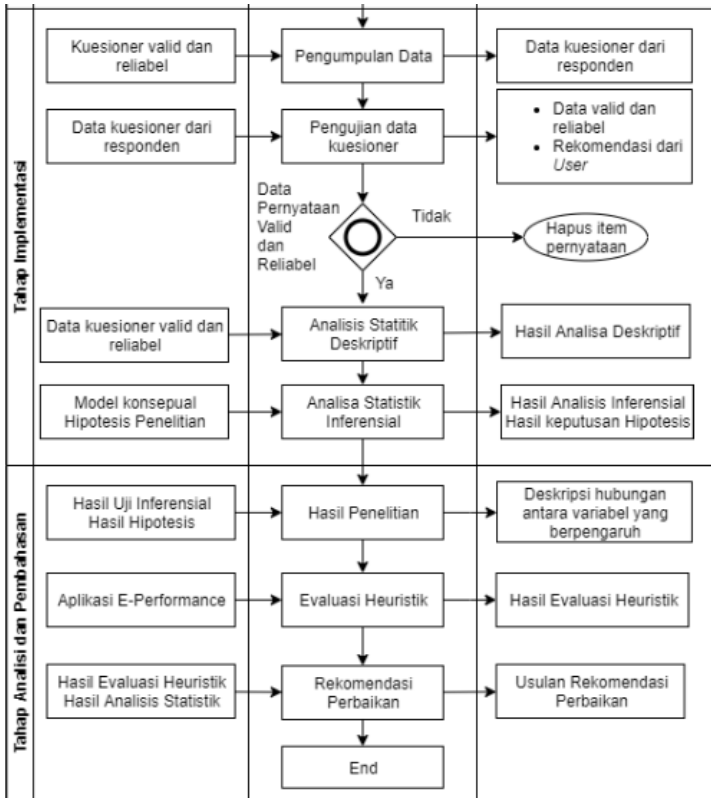 Tahap Implementasi
Kuesioner valid dan
reliabel
Pengumpulan Data
Data kuesioner dari
responden
Data kuesioner dari
responden
Pengujian data
kuesioner
• Data valid dan
reliabel
• Rekomendasi dari
User
Data
Pernyataan
Valid
dan
Reliabel
Tidak
Hapus item
pernyataan
Ya
Data kuesioner valid dan
reliabel
Analisis Statitik
Deskriptif
Hasil Analisa Deskriptif
Model konsepual
Hipotesis Penelitian
Analisa Statistik
Inferensial
Hasil Analisis Inferensial
Hasil keputusan Hipotesis
Tahap Analisi dan Pembahasan
Hasil Uji Inferensial
Hasil Hipotesis
Hasil Penelitian
Deskripsi hubungan
antara variabel yang
berpengaruh
Aplikasi E-Performance
Evaluasi Heuristik
Hasil Evaluasi Heuristik
Hasil Evaluasi Heuristik
Hasil Analisis Statistik
Rekomendasi
Perbaikan
Usulan Rekomendasi
Perbaikan
End